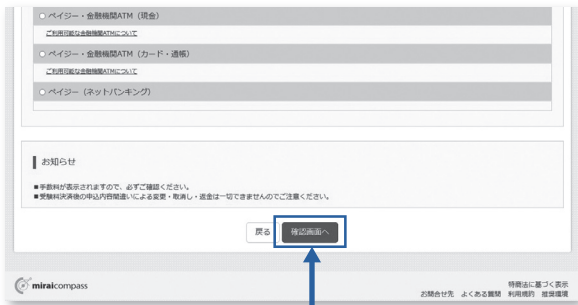 ペイジー・金融機関ATM（現金）
ご利用可能な金融機関ATMについて
ペイジー・金融機関ATM（カード・通帳）
ご利用可能な金融機関ATMについて
ペイジー（ネットバンキング）
お知らせ
■手数料が表示されますので、必ずご確認ください。
■受験料決済後の申込内容間違いによる変更・取消し・返金は一切できませんのでご注意ください。
戻る 確認画面へ
miraicompass
特商法に基づく表示
お問合せ先 よくある質問 利用規約 推奨環境